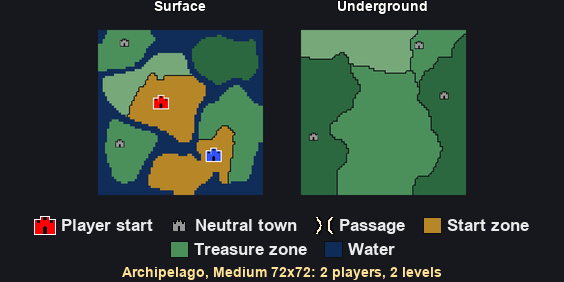 Surface Underground
Player start Neutral town Passage Start zone
Treasure zone Water
Archipelago, Medium 72x72: 2 players, 2 levels